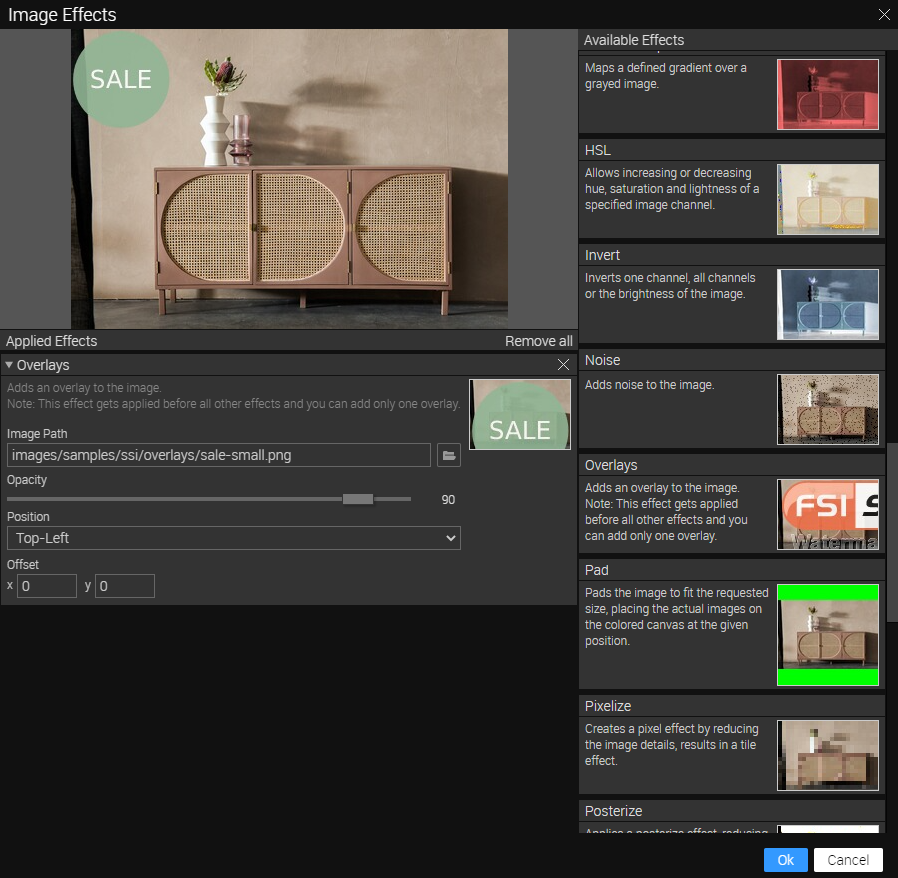 Image Effects
SALE
Applied Effects
Remove all
Overlays
Adds an overlay to the image.
Note: This effect gets applied before all other effects and you can add only one overlay.
SALE
Image Path
images/samples/ssi/overlays/sale-small.png
Opacity
90
Position
Top-Left
Offset
x 0 y 0
Available Effects
Maps a defined gradient over a
grayed image.
HSL
Allows increasing or decreasing
hue, saturation and lightness of a
specified image channel.
Invert
Inverts one channel, all channels
or the brightness of the image.
Noise
Adds noise to the image.
Overlays
Adds an overlay to the image.
Note: This effect gets applied
before all other effects and you
can add only one overlay.
FSI S
Waterma
Pad
Pads the image to fit the requested
size, placing the actual images on
the colored canvas at the given
position.
Pixelize
Creates a pixel effect by reducing
the image details, results in a tile
effect.
Posterize
Applies a posterize effect, reducing
Ok
Cancel